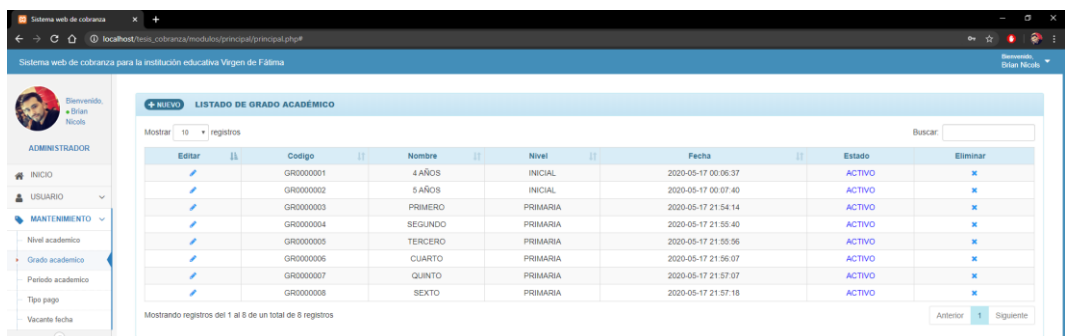 Sistema web de cobranza
localhost/tesis_cobranza/modulos/principal/principal.php#
Sistema web de cobranza para la institución educativa Virgen de Fátima
Bienvenido,
Brian Nicols
Bienvenido,
Brian
Nicols
ADMINISTRADOR
INICIO
USUARIO
MANTENIMIENTO
Nivel academico
Grado academico
Periodo academico
Tipo pago
Vacante fecha
NUEVO LISTADO DE GRADO ACADÉMICO
Mostrar 10 registros Buscar:
Editar Codigo Nombre Nivel Fecha Estado Eliminar
GR0000001 4 AÑOS INICIAL 2020-05-17 00:06:37 ACTIVO
GR0000002 5 AÑOS INICIAL 2020-05-17 00:07:40 ACTIVO
GR0000003 PRIMERO PRIMARIA 2020-05-17 21:54:14 ACTIVO
GR0000004 SEGUNDO PRIMARIA 2020-05-17 21:55:40 ACTIVO
GR0000005 TERCERO PRIMARIA 2020-05-17 21:55:56 ACTIVO
GR0000006 CUARTO PRIMARIA 2020-05-17 21:56:07 ACTIVO
GR0000007 QUINTO PRIMARIA 2020-05-17 21:57:07 ACTIVO
GR0000008 SEXTO PRIMARIA 2020-05-17 21:57:18 ACTIVO
Mostrando registros del 1 al 8 de un total de 8 registros
Anterior 1 Siguiente